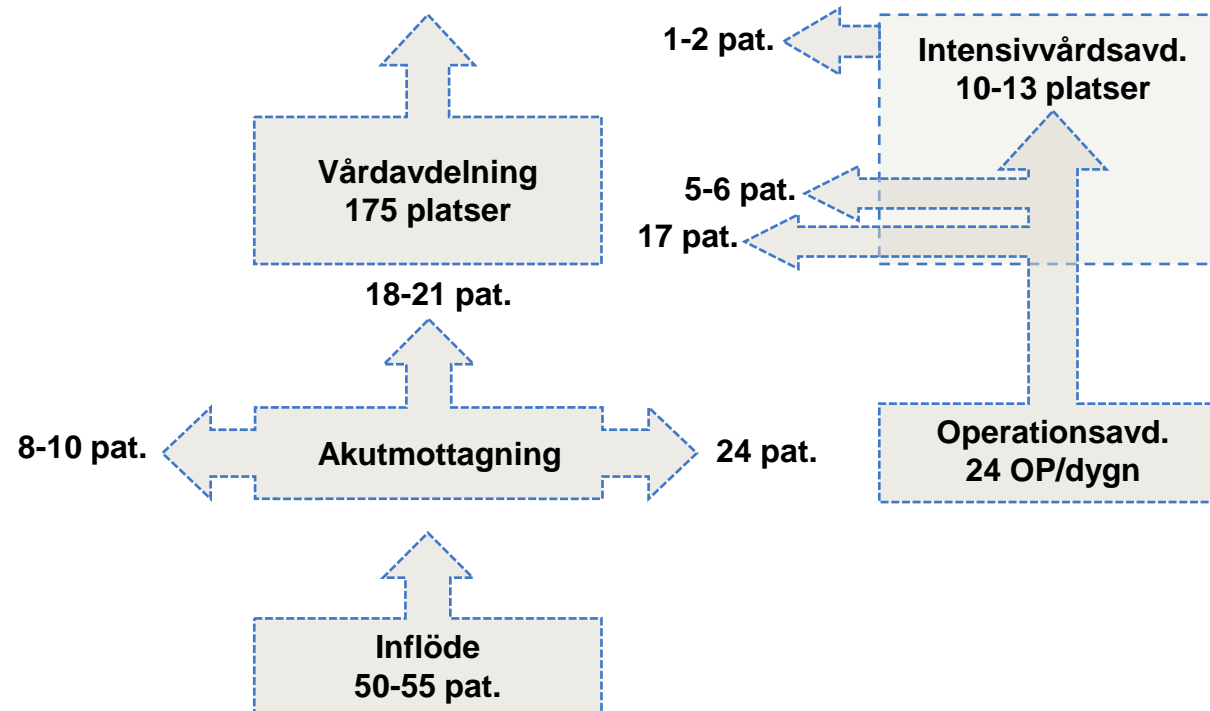 1-2 pat.
Intensivvårdsavd.
10-13 platser
Vårdavdelning
175 platser
5-6 pat.
17 pat.
18-21 pat.
8-10 pat.
Akutmottagning
24 pat.
Operationsavd.
24 OP/dygn
Inflöde
50-55 pat.